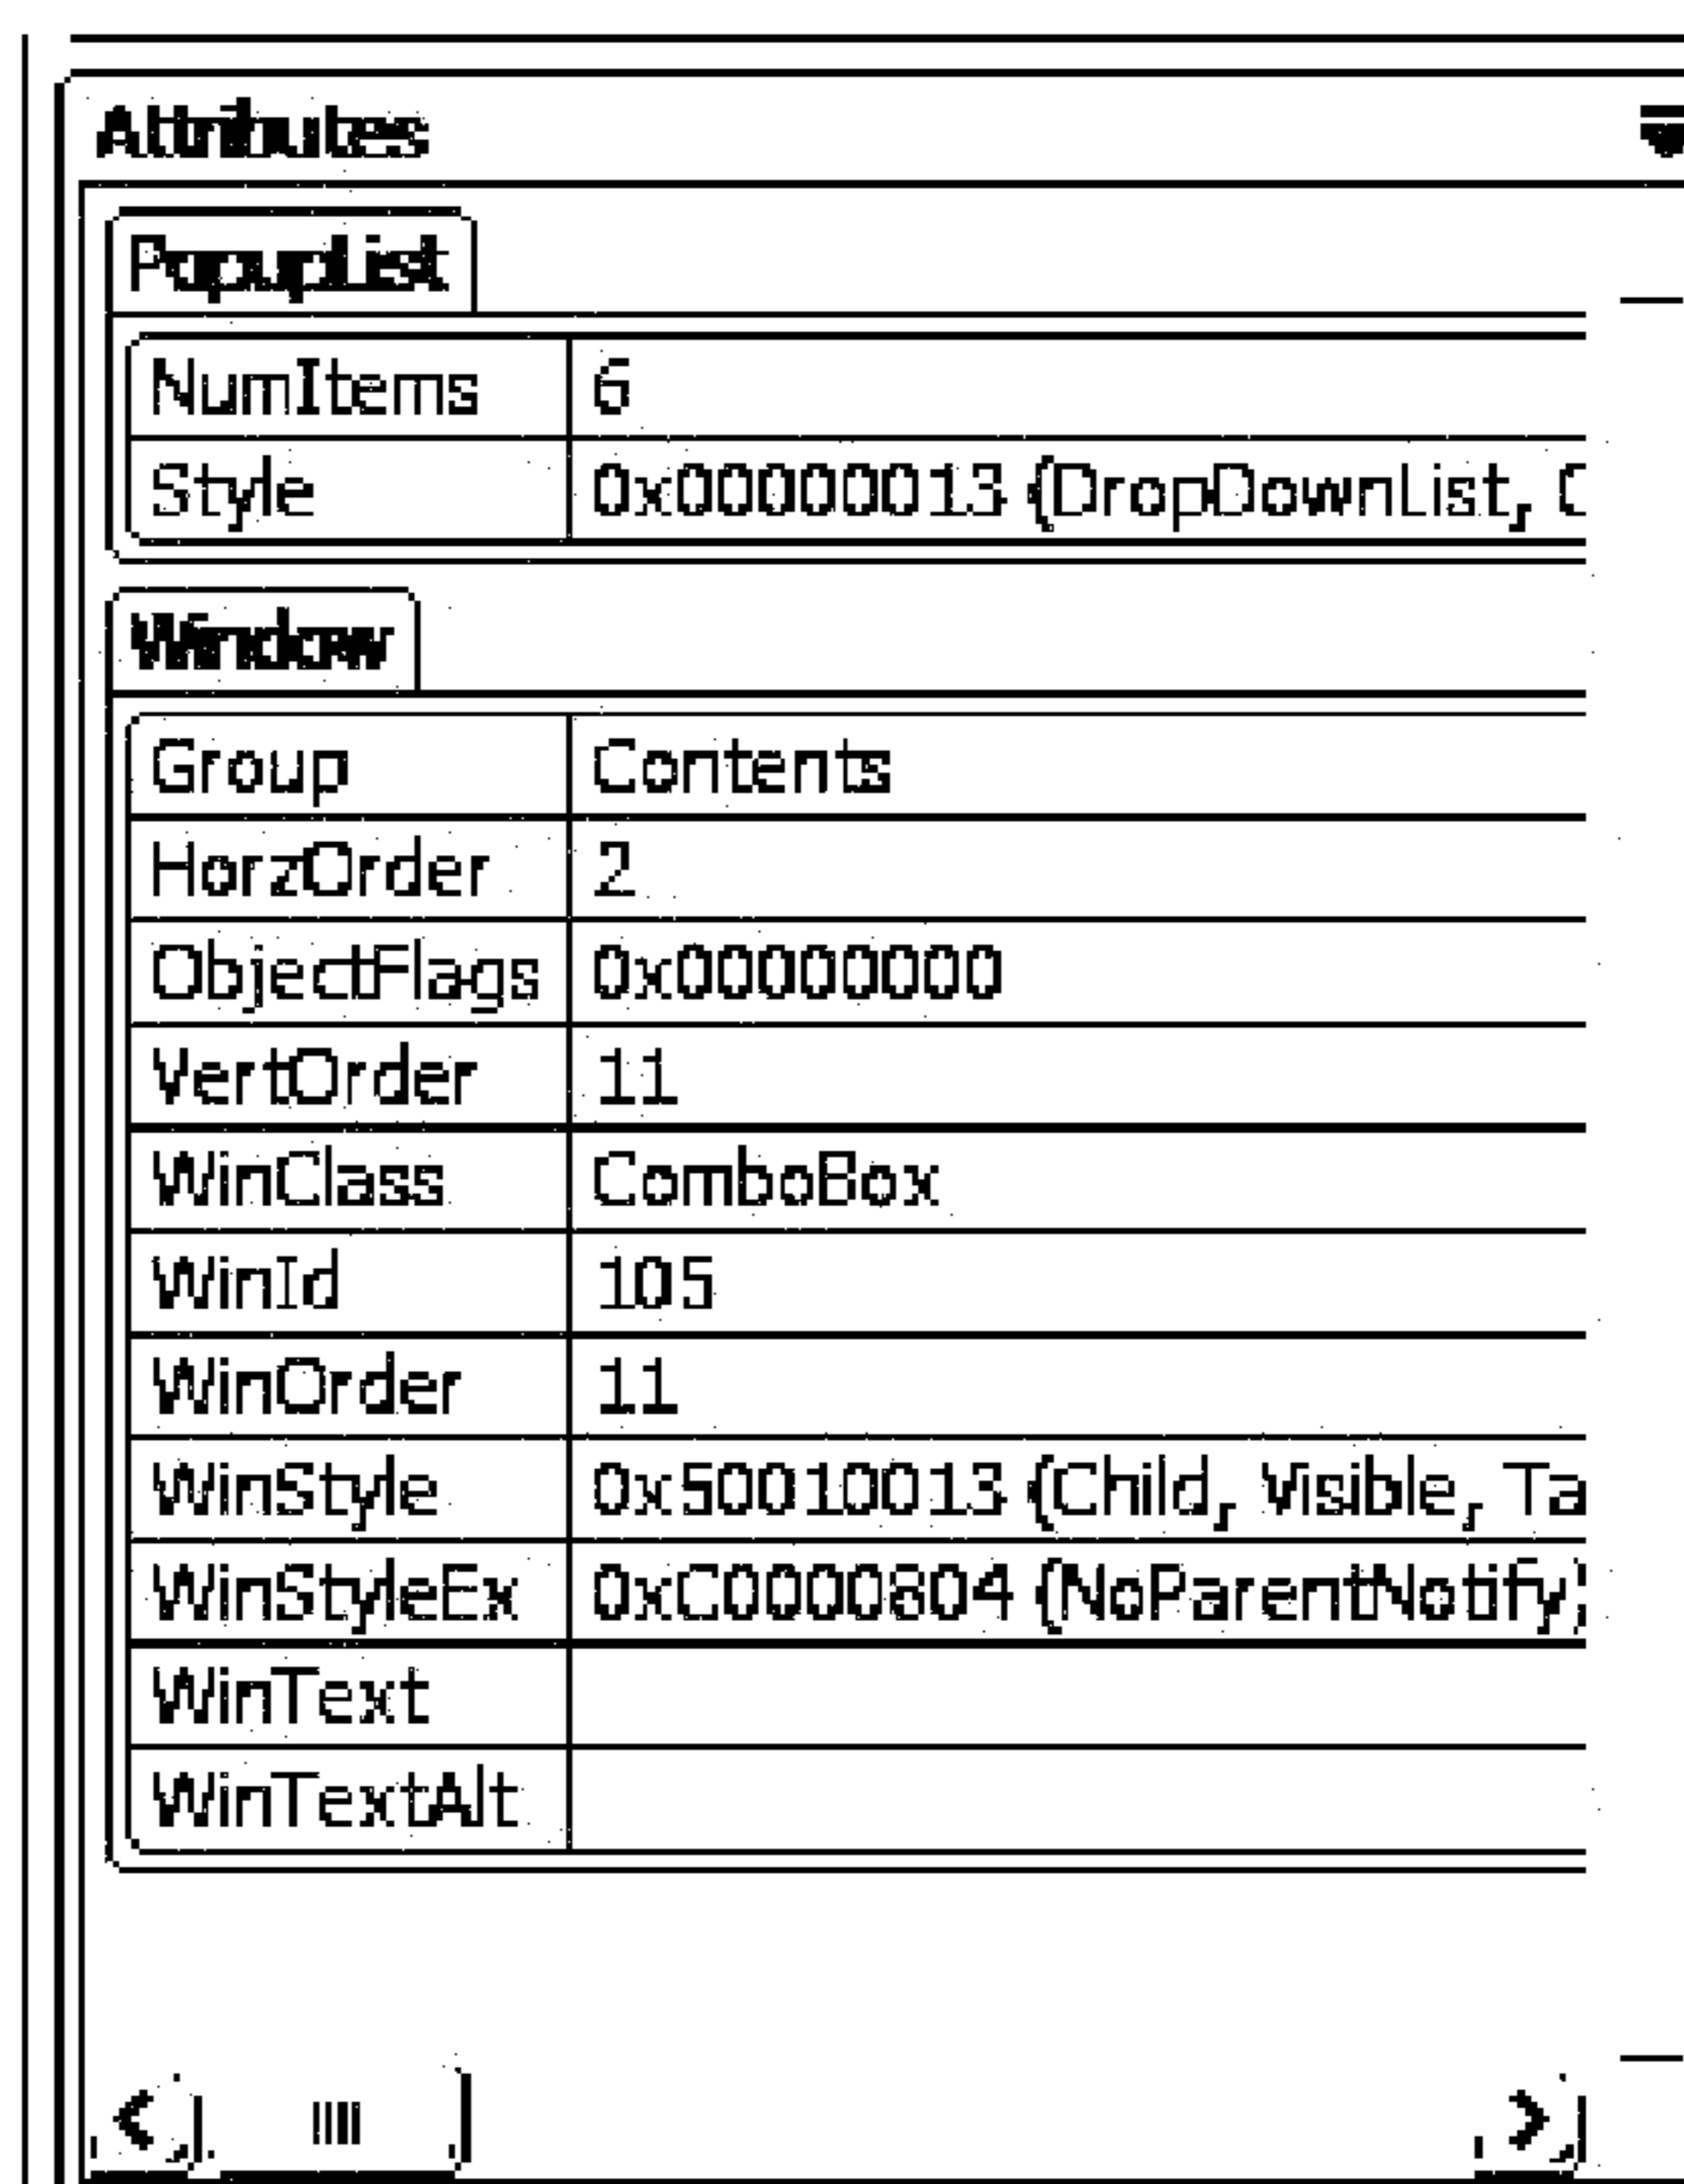 Attributes
PopupList
NumItems 6
Style 0x00000013 (DropDownList,
Window
Group Contents
HorzOrder 2
ObjectFlags 0x00000000
VertOrder 11
WinClass ComboBox
WinId 105
WinOrder 11
WinStyle 0x50010013 (Child, Visible, Ta
WinStyleEx 0xC0000804 (NoParentNotify)
WinText
WinTextAlt